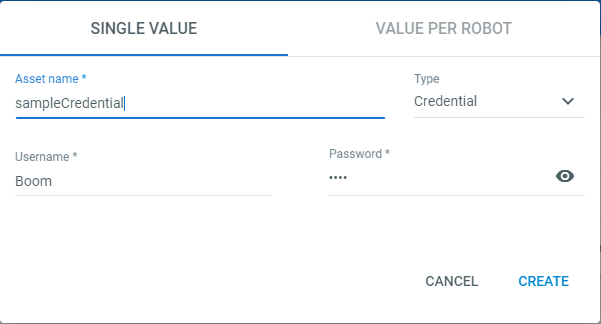 SINGLE VALUE
VALUE PER ROBOT
Asset name *
Type
sampleCredential
Credential
Username *
Password *
Boom
••••
CANCEL
CREATE